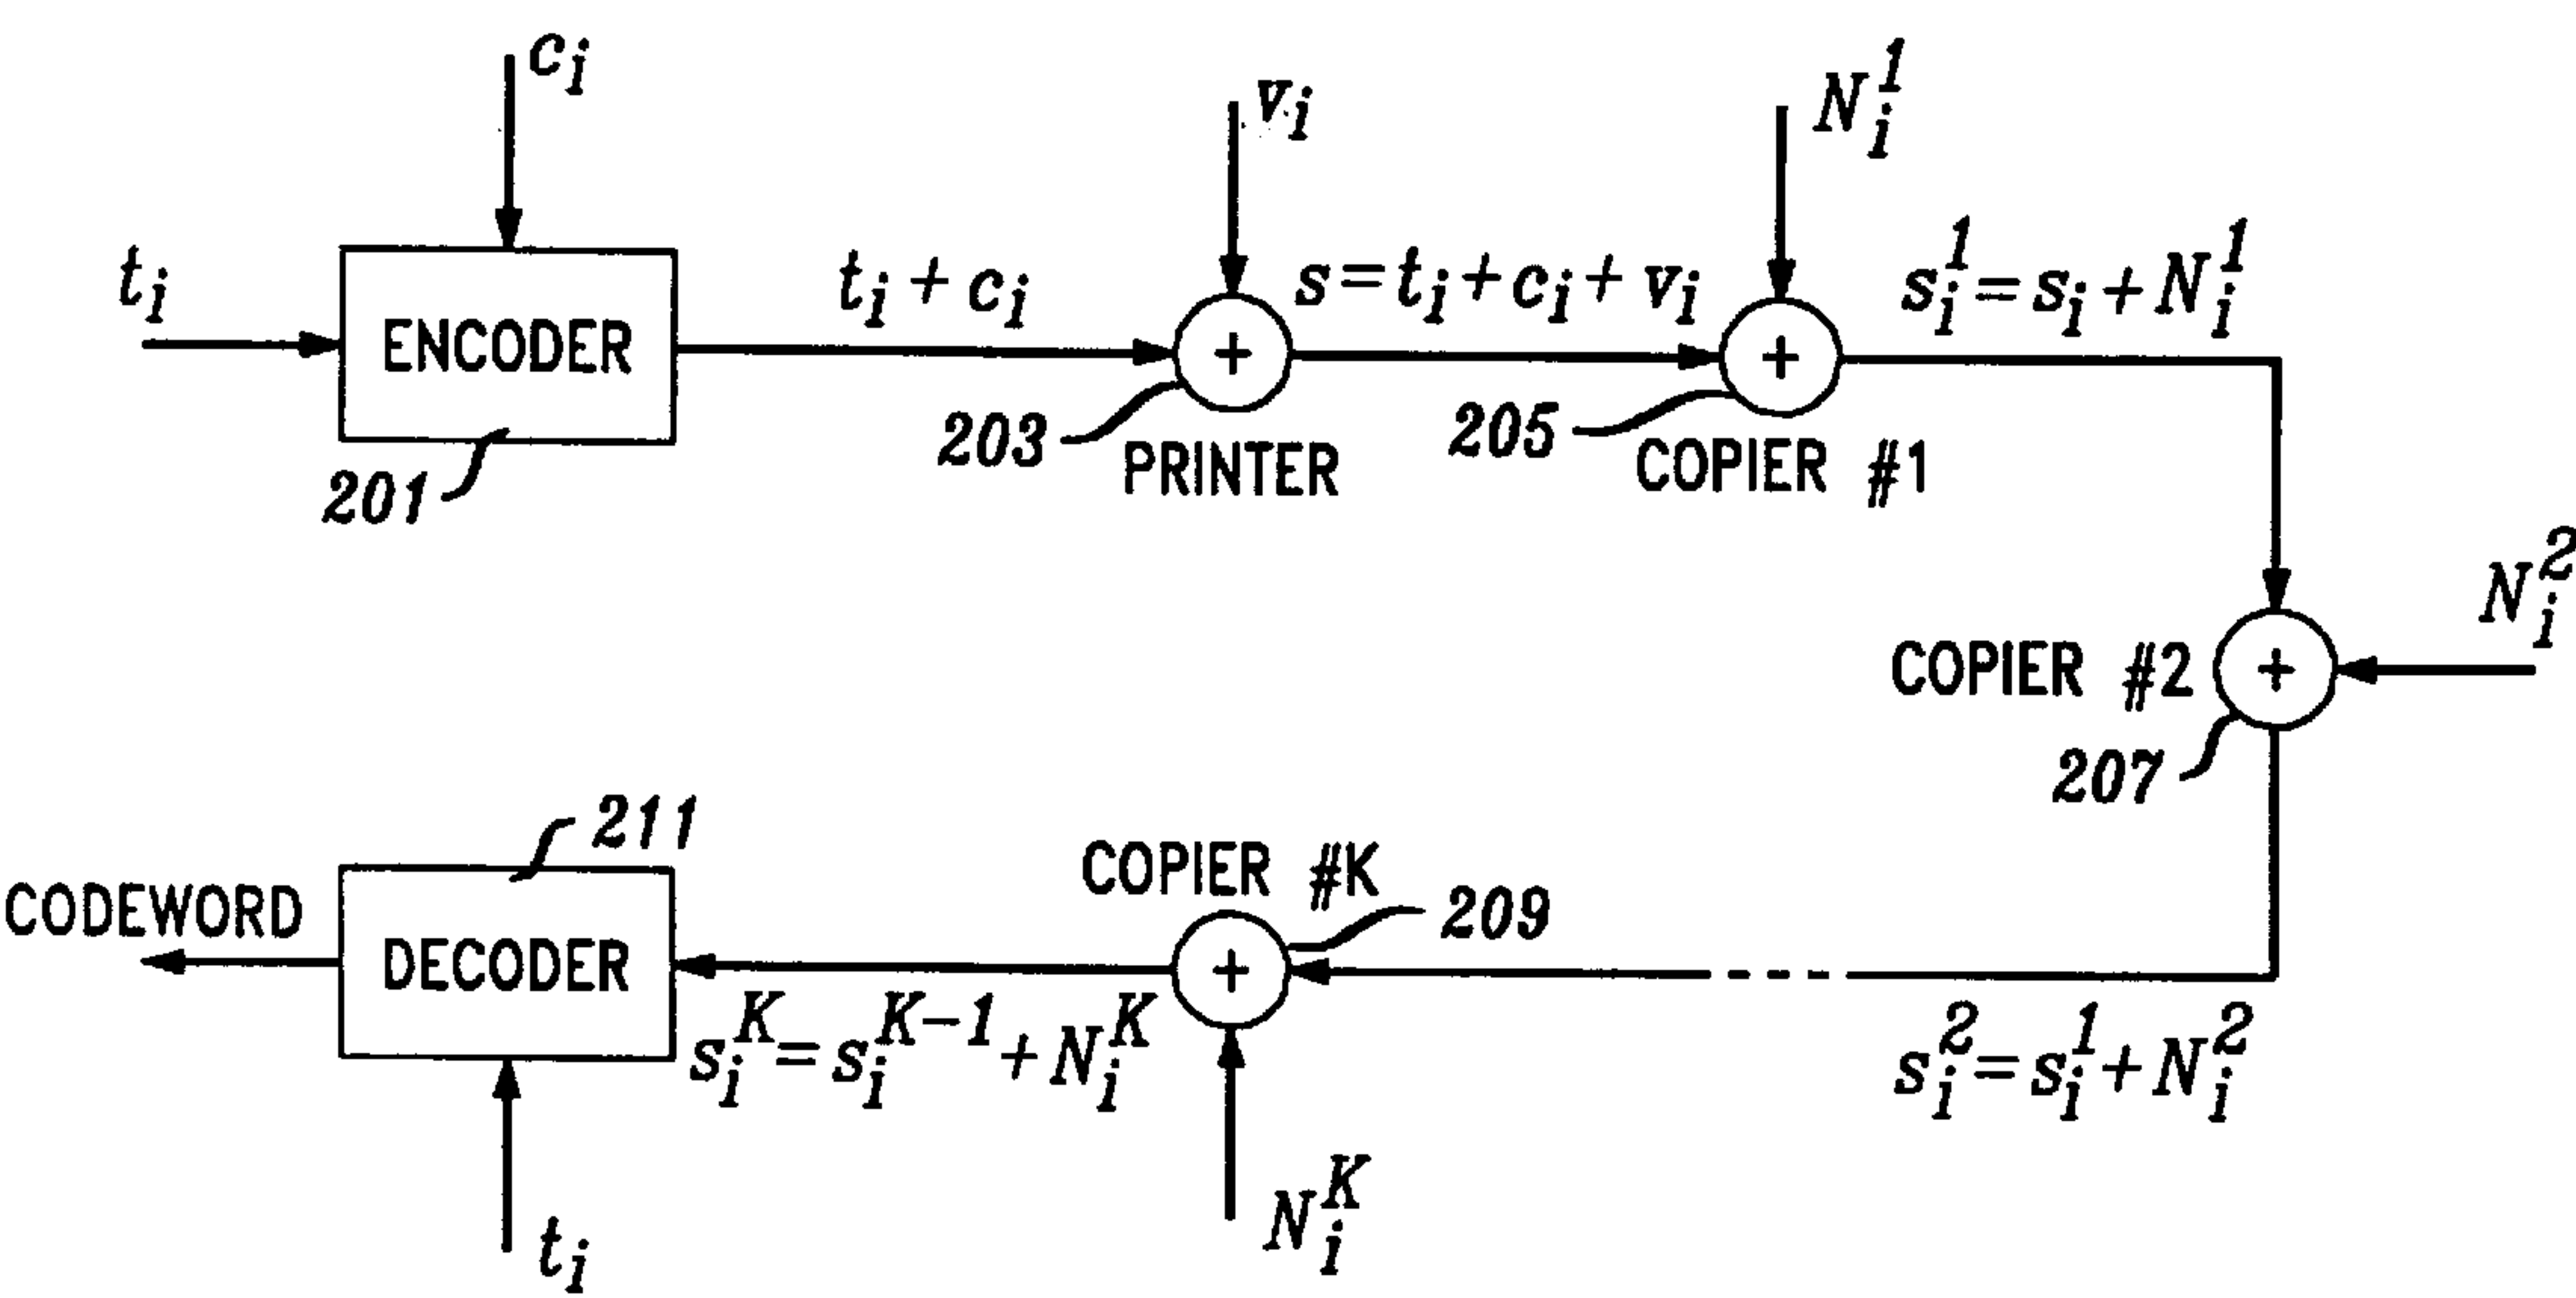 c_i
v_i
N_i^1
t_i
ENCODER
t_i + c_i
s = t_i + c_i + v_i
s_i^1 = s_i + N_i^1
201
203
PRINTER
205
COPIER #1
N_i^2
COPIER #2
207
211
COPIER #K
209
CODEWORD
DECODER
s_i^K = s_i^{K-1} + N_i^K
s_i^2 = s_i^1 + N_i^2
N_i^K
t_i